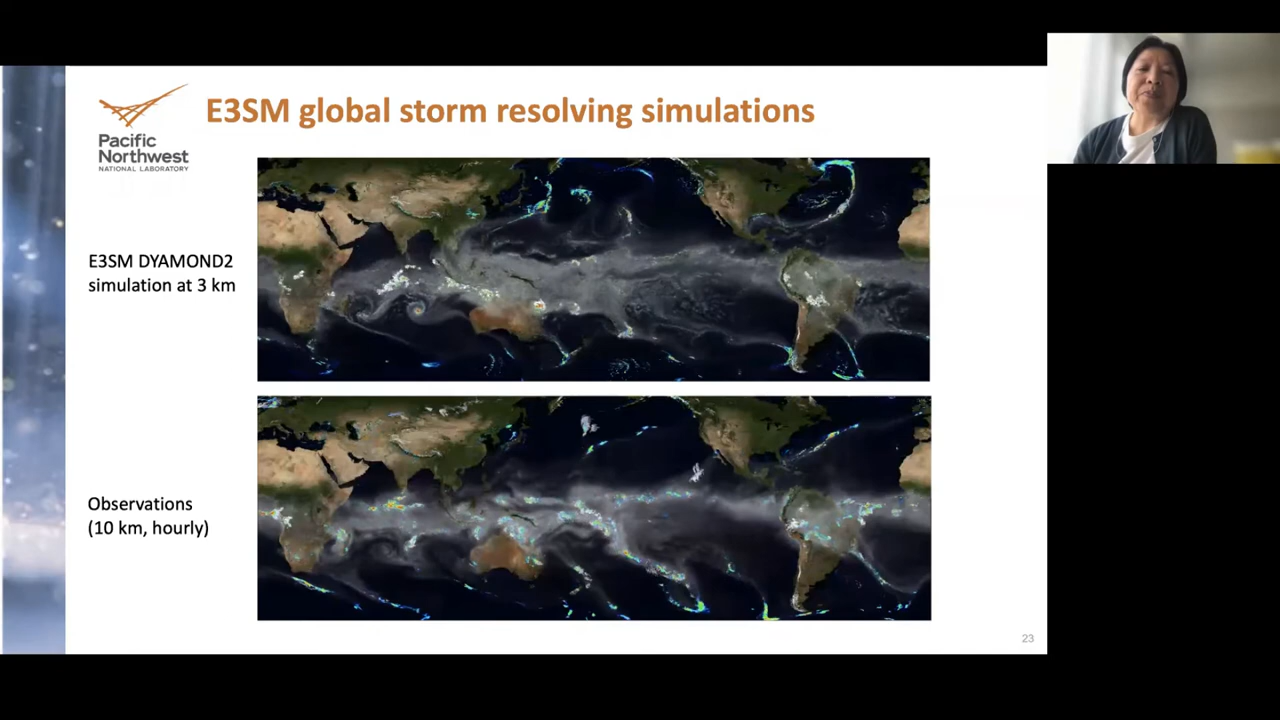 E3SM global storm resolving simulations
Pacific
Northwest
NATIONAL LABORATORY
E3SM DYAMOND2
simulation at 3 km
Observations
(10 km, hourly)
23